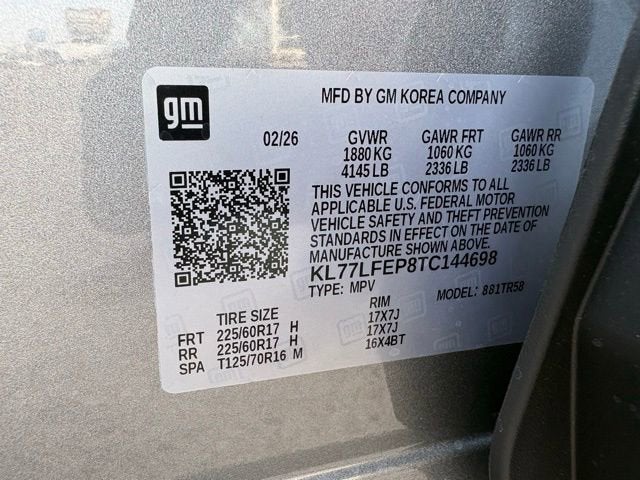 gm
MFD BY GM KOREA COMPANY
02/26 GVWR GAWR FRT GAWR RR
1880 KG 1060 KG 1060 KG
4145 LB 2336 LB 2336 LB
THIS VEHICLE CONFORMS TO ALL
APPLICABLE U.S. FEDERAL MOTOR
VEHICLE SAFETY AND THEFT PREVENTION
STANDARDS IN EFFECT ON THE DATE OF
MANUFACTURE SHOWN ABOVE.
KL77LFEP8TC144698
TYPE: MPV MODEL: 881TR58
TIRE SIZE RIM
FRT 225/60R17 H 17X7J
RR 225/60R17 H 17X7J
SPA T125/70R16 M 16X4BT